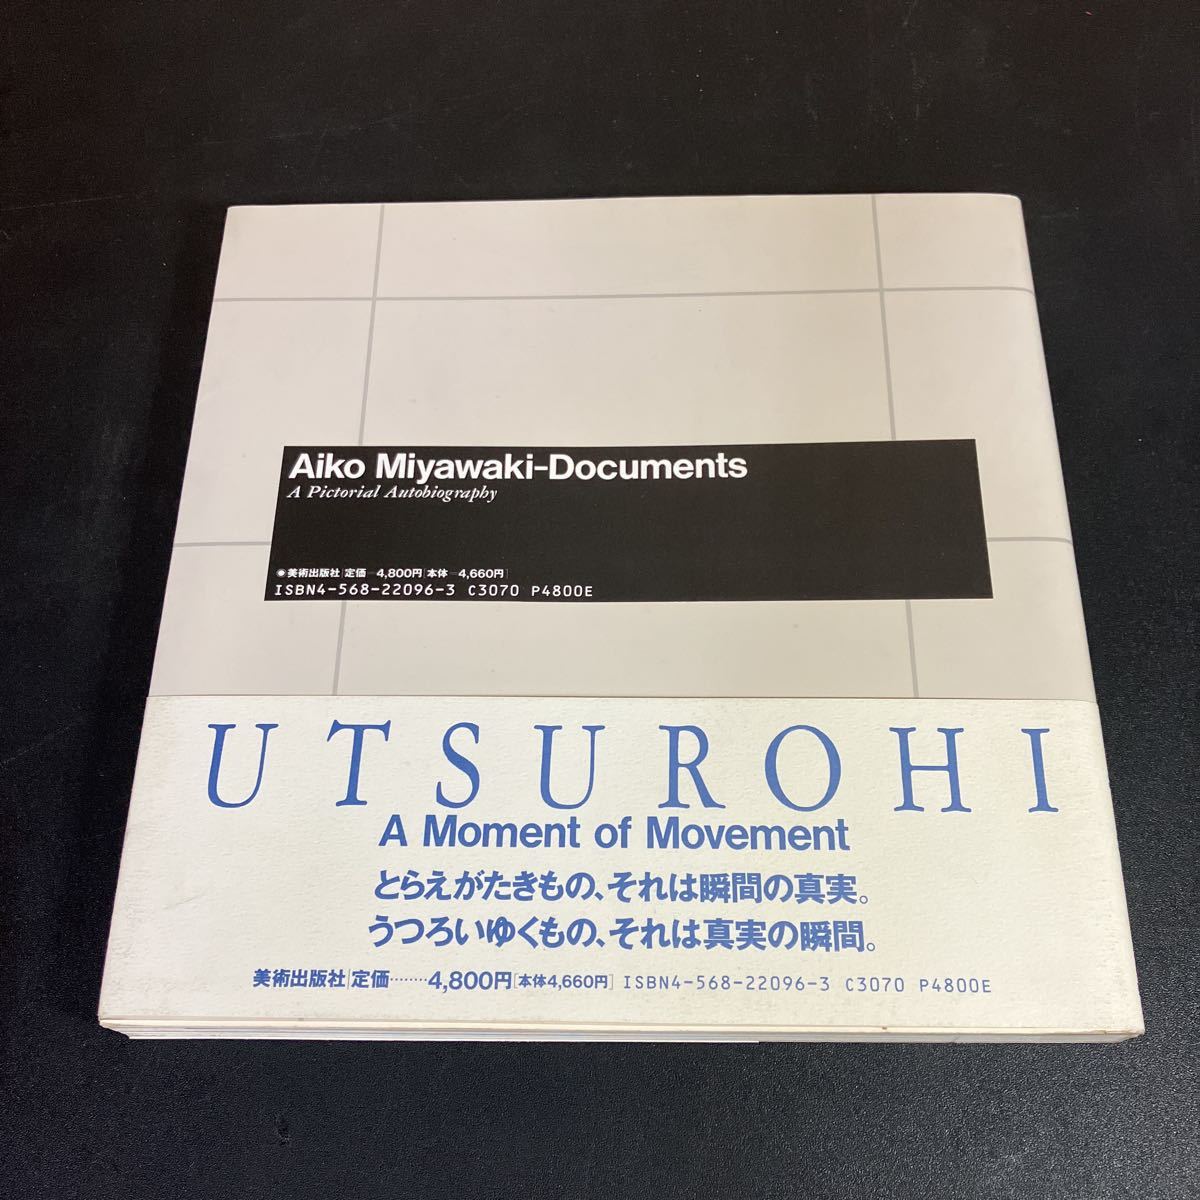 Aiko Miyawaki-Documents
A Pictorial Autobiography
●美術出版社|定価—4,800円[本体—4,660円]
ISBN4-568-22096-3 C3070 P4800E
UTSUROHI
A Moment of Movement
とらえがたきもの、それは瞬間の真実。
うつろいゆくもの、それは真実の瞬間。
美術出版社|定価········4,800円[本体4,660円] ISBN4-568-22096-3 C3070 P4800E